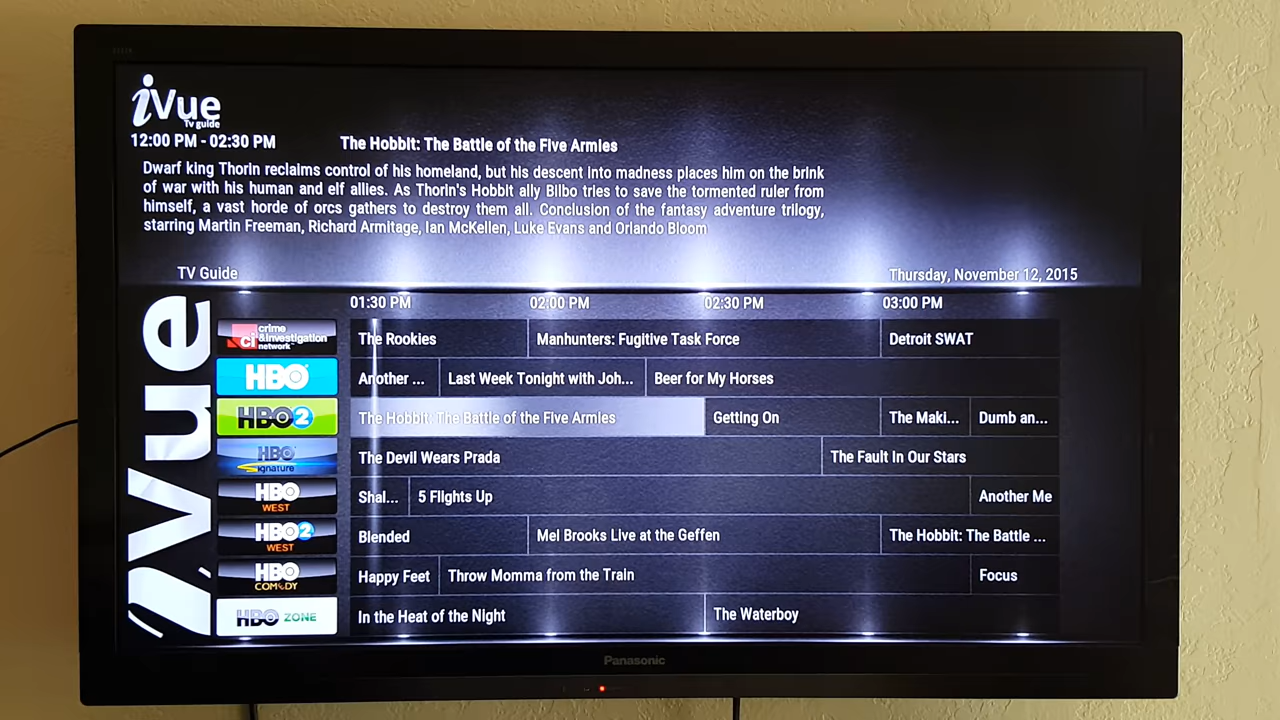 iVue
Tv guide
12:00 PM - 02:30 PM
The Hobbit: The Battle of the Five Armies
Dwarf king Thorin reclaims control of his homeland, but his descent into madness places him on the brink
of war with his human and elf allies. As Thorin's Hobbit ally Bilbo tries to save the tormented ruler from
himself, a vast horde of orcs gathers to destroy them all. Conclusion of the fantasy adventure trilogy,
starring Martin Freeman, Richard Armitage, Ian McKellen, Luke Evans and Orlando Bloom
TV Guide
Thursday, November 12, 2015
iVue
01:30 PM 02:00 PM 02:30 PM 03:00 PM
ci crime
&investigation
network
The Rookies Manhunters: Fugitive Task Force Detroit SWAT
HBO Another ... Last Week Tonight with Joh... Beer for My Horses
HBO2 The Hobbit: The Battle of the Five Armies Getting On The Maki... Dumb an...
HBO
signature
The Devil Wears Prada The Fault In Our Stars
HBO
WEST
Shal... 5 Flights Up Another Me
HBO2
WEST
Blended Mel Brooks Live at the Geffen The Hobbit: The Battle ...
HBO
COMEDY
Happy Feet Throw Momma from the Train Focus
HBO ZONE In the Heat of the Night The Waterboy
Panasonic